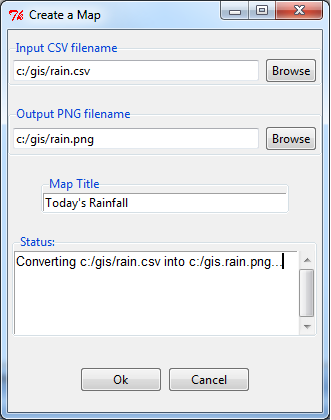 Create a Map
Input CSV filename
c:/gis/rain.csv
Browse
Output PNG filename
c:/gis/rain.png
Browse
Map Title
Today's Rainfall
Status:
Converting c:/gis/rain.csv into c:/gis.rain.png...
Ok
Cancel